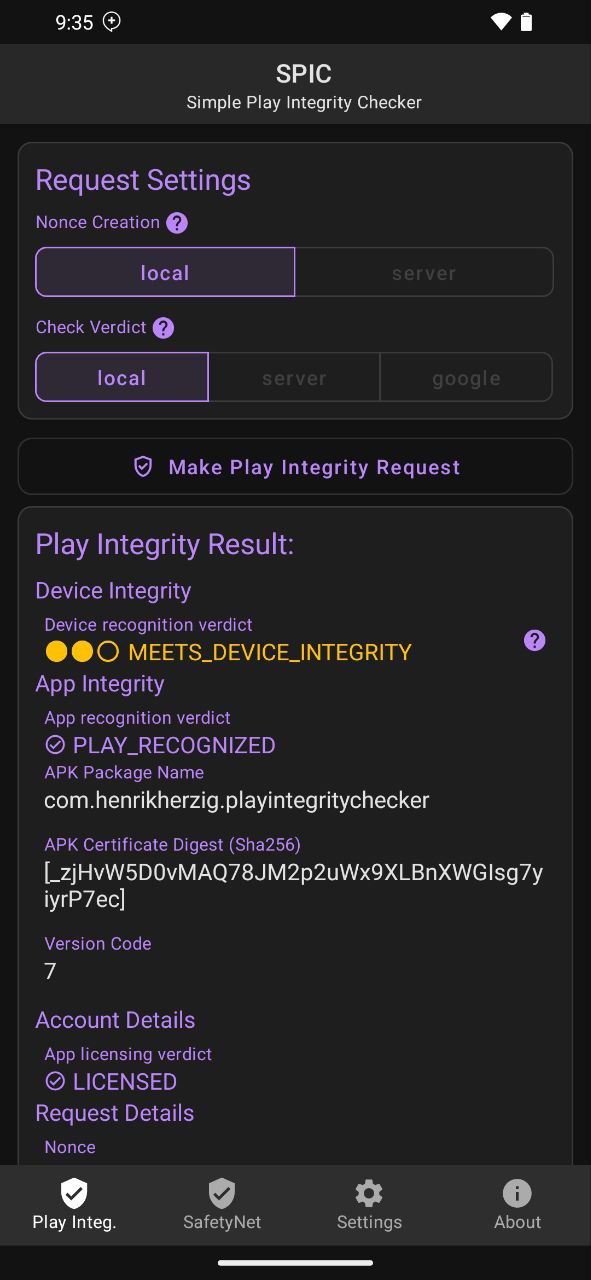 9:35
SPIC
Simple Play Integrity Checker
Request Settings
Nonce Creation ?
local server
Check Verdict ?
local server google
Make Play Integrity Request
Play Integrity Result:
Device Integrity
Device recognition verdict
MEETS_DEVICE_INTEGRITY ?
App Integrity
App recognition verdict
PLAY_RECOGNIZED
APK Package Name
com.henrikherzig.playintegritychecker
APK Certificate Digest (Sha256)
[_zjHvW5D0vMAQ78JM2p2uWx9XLBnXWGIsg7y
iyrP7ec]
Version Code
7
Account Details
App licensing verdict
LICENSED
Request Details
Nonce
Play Integ. SafetyNet Settings About